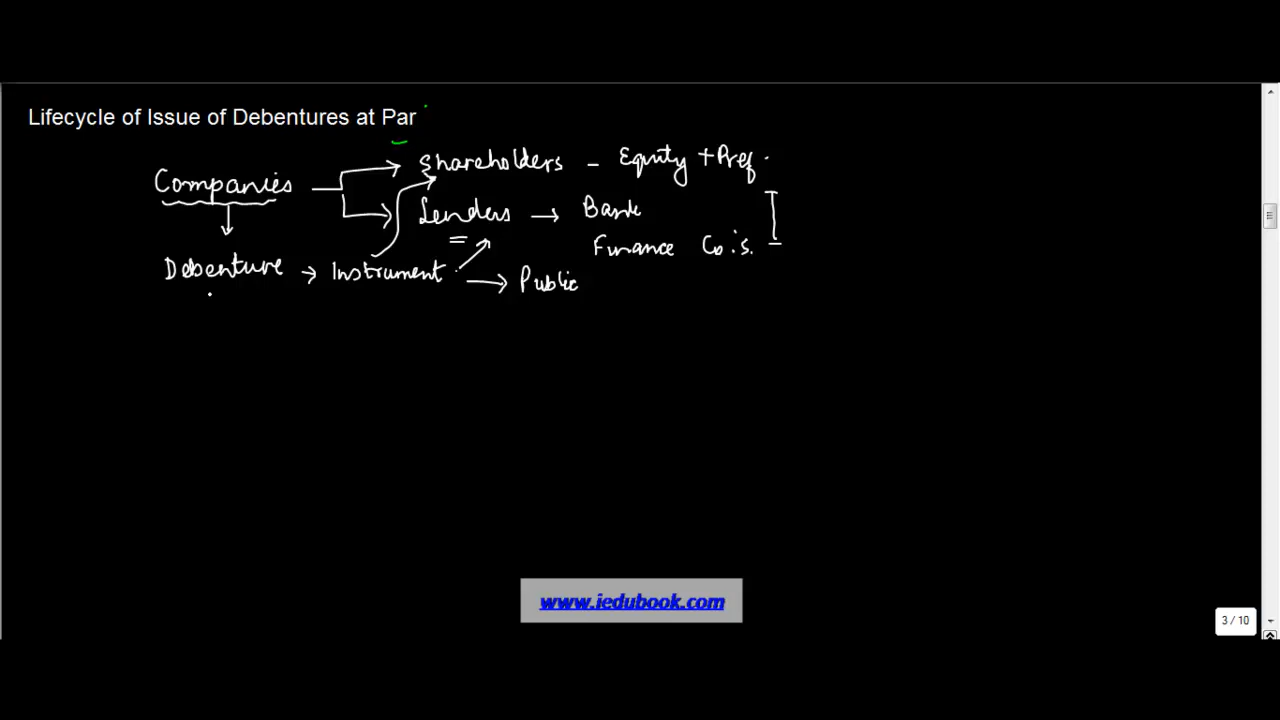 Lifecycle of Issue of Debentures at Par
Shareholders - Equity + Pref.
Companies
Lenders → Bank
Finance Co's.
Debenture → Instrument → Public
www.iedubook.com
3 / 10